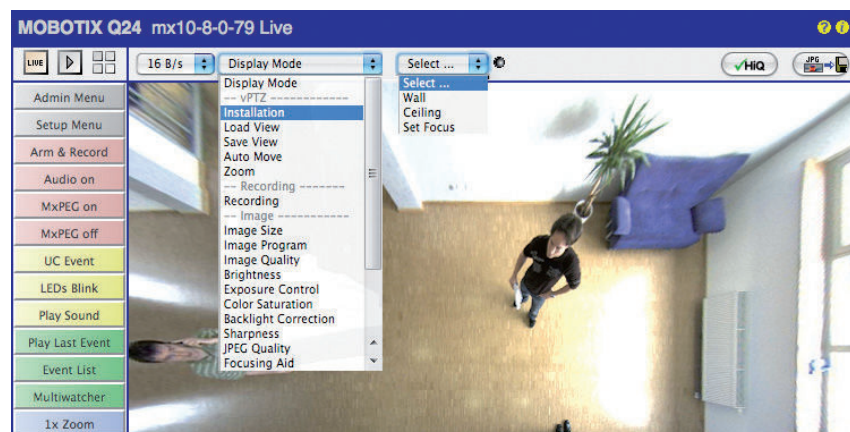 MOBOTIX Q24 mx10-8-0-79 Live
LIVE
16 B/s
Display Mode
Select ...
HiQ
JPG
Admin Menu
Setup Menu
Arm & Record
Audio on
MxPEG on
MxPEG off
UC Event
LEDs Blink
Play Sound
Play Last Event
Event List
Multiwatcher
1x Zoom
Display Mode
-- vPTZ -------------
Installation
Load View
Save View
Auto Move
Zoom
-- Recording -------
Recording
-- Image ------------
Image Size
Image Program
Image Quality
Brightness
Exposure Control
Color Saturation
Backlight Correction
Sharpness
JPEG Quality
Focusing Aid
Select ...
Wall
Ceiling
Set Focus